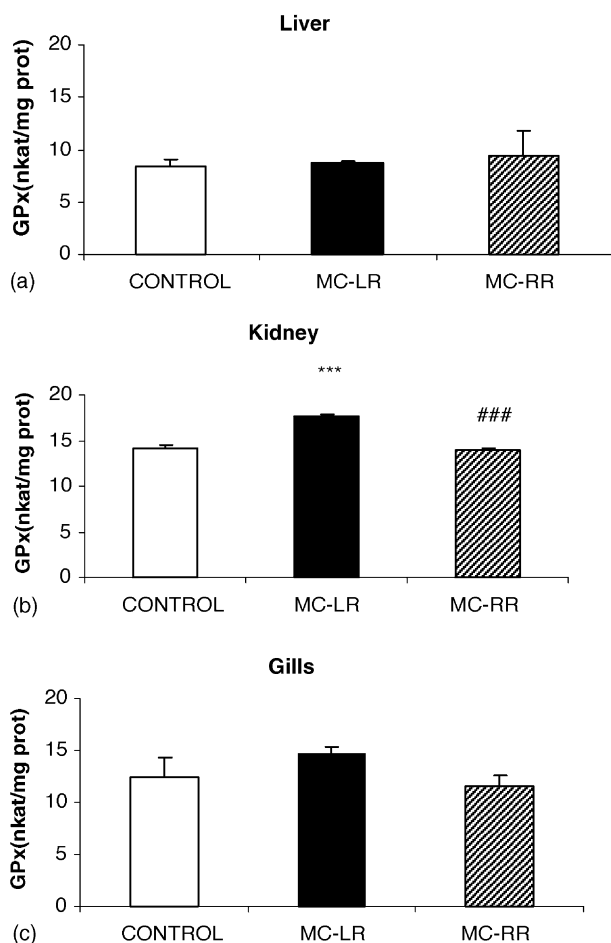 Liver
GPx(nkat/mg prot)
20
15
10
5
0
(a)
CONTROL MC-LR MC-RR
Kidney
***
###
GPx(nkat/mg prot)
20
15
10
5
0
(b)
CONTROL MC-LR MC-RR
Gills
GPx(nkat/mg prot)
20
15
10
5
0
(c)
CONTROL MC-LR MC-RR